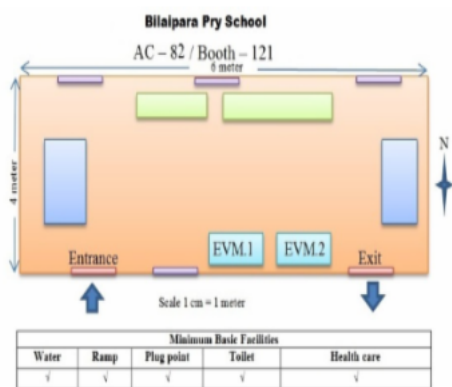 Bilaipara Pry School
AC – 82 / Booth – 121
6 meter
4 meter
N
EVM.1 EVM.2
Entrance Exit
Scale 1 cm = 1 meter
Minimum Basic Facilities
Water Ramp Plug point Toilet Health care
√ √ √ √ √